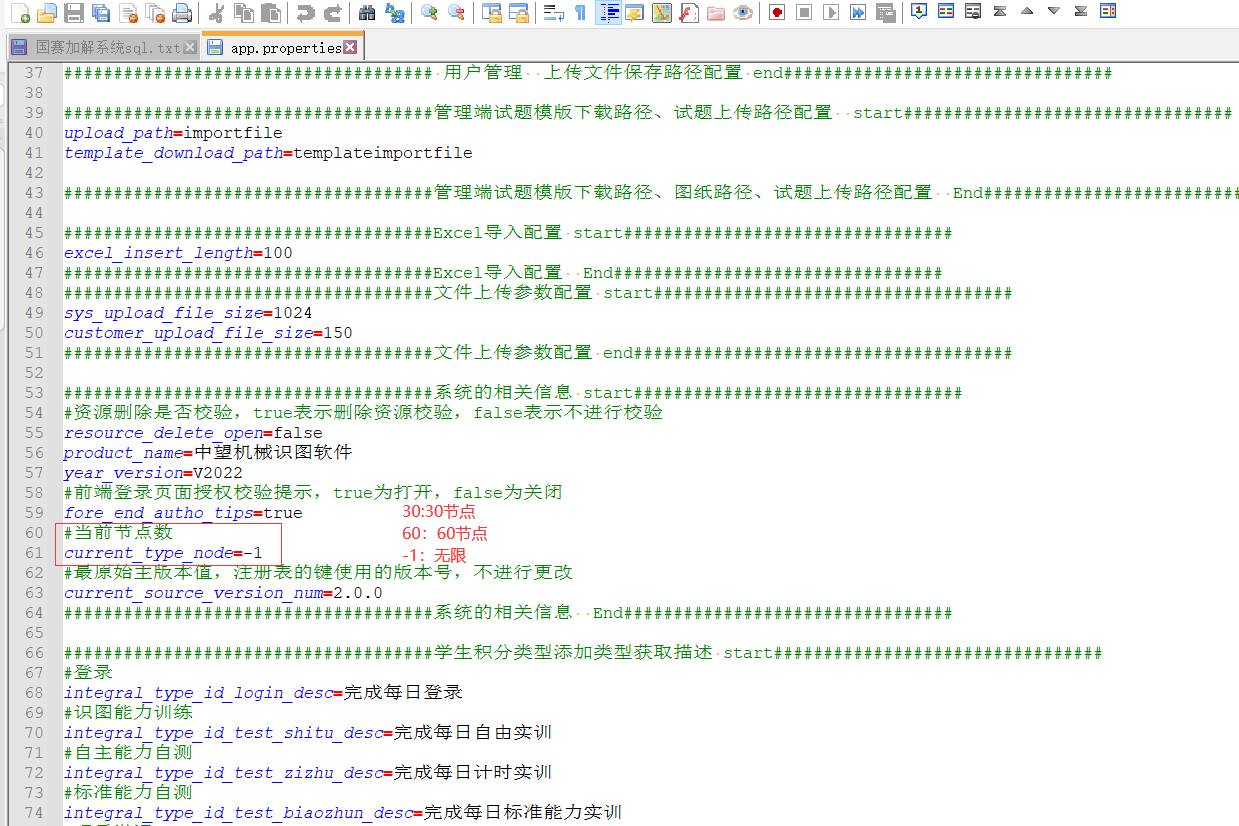 国赛加解系统sql.txt
app.properties
37 ##################################### 用户管理  上传文件保存路径配置 end#################################
38
39 #####################################管理端试题模版下载路径、试题上传路径配置  start#################################
40 upload_path=importfile
41 template_download_path=templateimportfile
42
43 #####################################管理端试题模版下载路径、图纸路径、试题上传路径配置  End##########################
44
45 #####################################Excel导入配置 start#################################
46 excel_insert_length=100
47 #####################################Excel导入配置  End#################################
48 #####################################文件上传参数配置 start####################################
49 sys_upload_file_size=1024
50 customer_upload_file_size=150
51 #####################################文件上传参数配置 end######################################
52
53 #####################################系统的相关信息 start#################################
54 #资源删除是否校验，true表示删除资源校验，false表示不进行校验
55 resource_delete_open=false
56 product_name=中望机械识图软件
57 year_version=V2022
58 #前端登录页面授权校验提示，true为打开，false为关闭
59 fore_end_autho_tips=true
30:30节点
60 #当前节点数
60：60节点
61 current_type_node=-1
-1：无限
62 #最原始主版本值，注册表的键使用的版本号，不进行更改
63 current_source_version_num=2.0.0
64 #####################################系统的相关信息  End#################################
65
66 #####################################学生积分类型添加类型获取描述 start#################################
67 #登录
68 integral_type_id_login_desc=完成每日登录
69 #识图能力训练
70 integral_type_id_test_shitu_desc=完成每日自由实训
71 #自主能力自测
72 integral_type_id_test_zizhu_desc=完成每日计时实训
73 #标准能力自测
74 integral_type_id_test_biaozhun_desc=完成每日标准能力实训